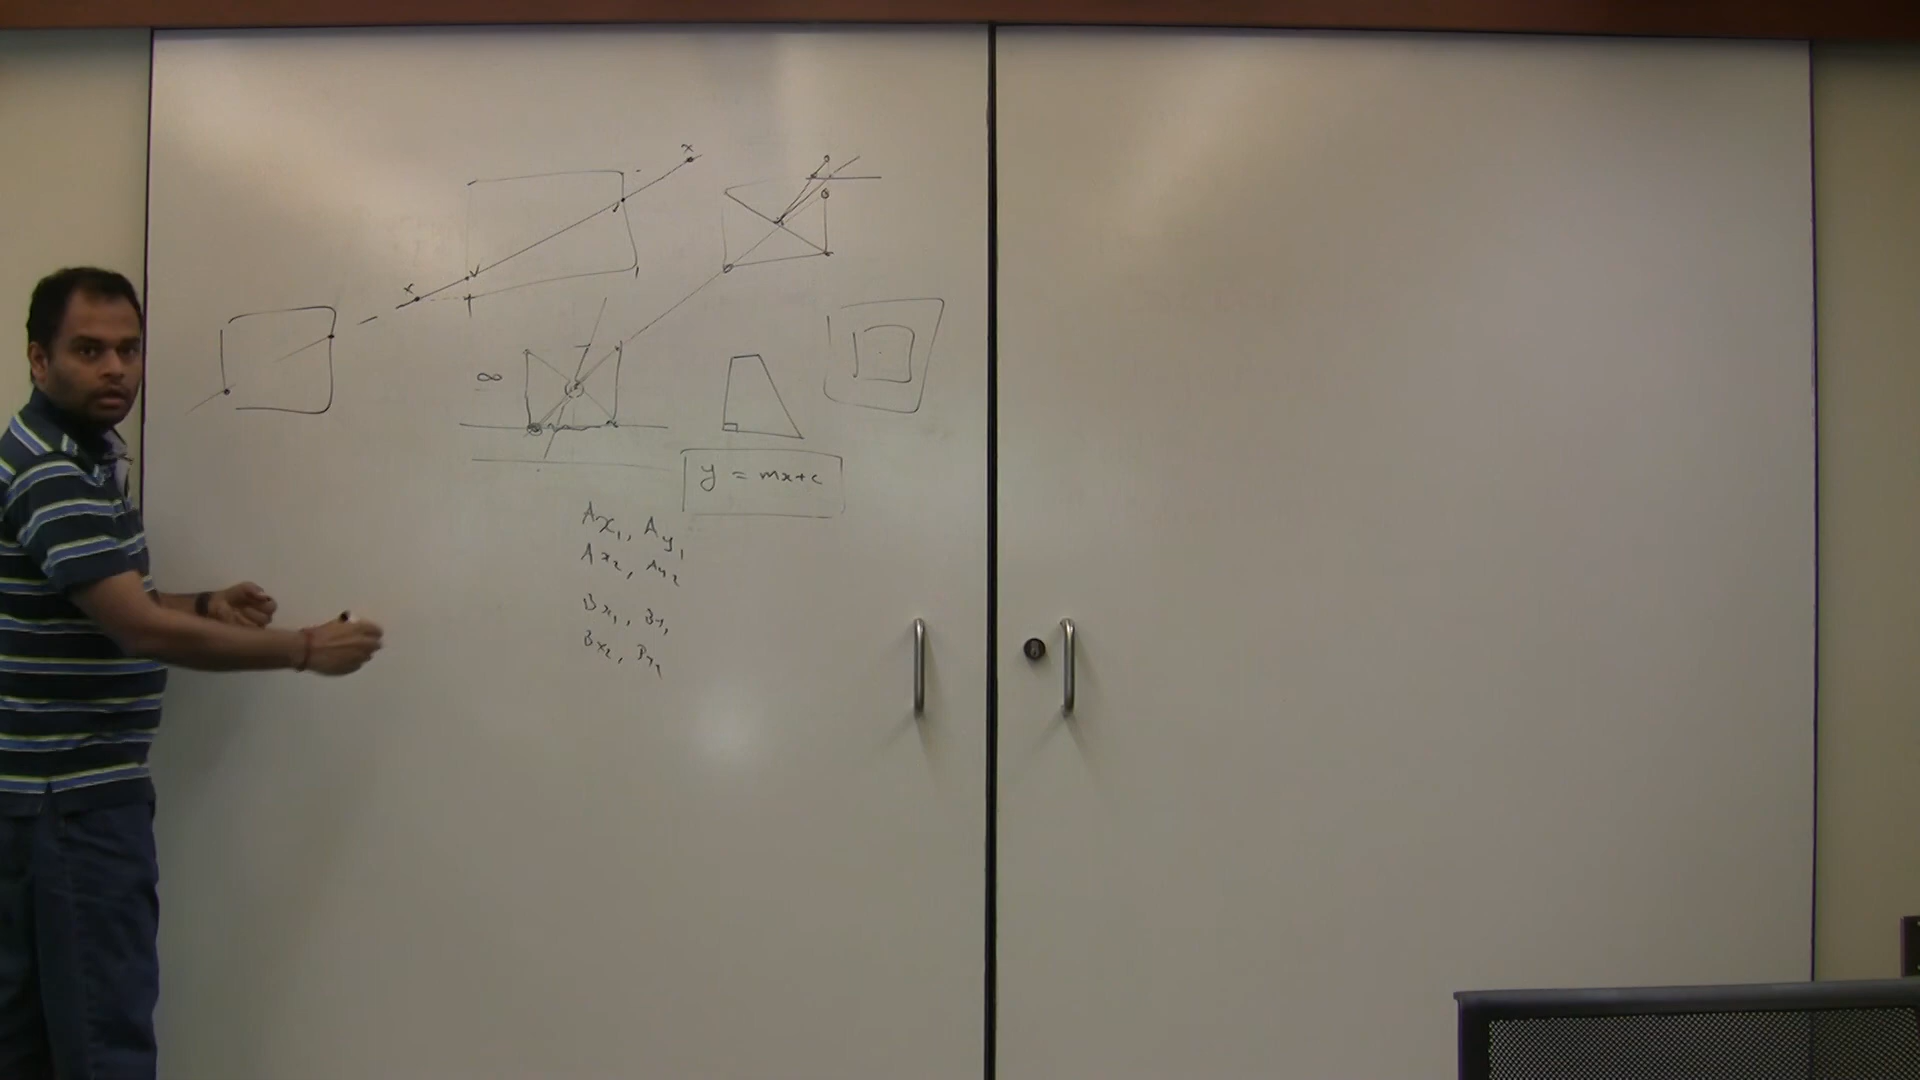 x
x
∞
y = mx+c
Ax₁, Ay₁
Ax₂, Ay₂
Bx₁, By₁
Bx₂, By₂